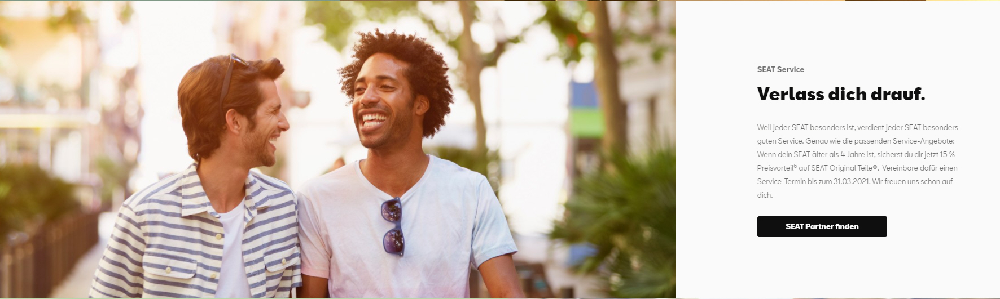 SEAT Service
Verlass dich drauf.
Weil jeder SEAT besonders ist, verdient jeder SEAT besonders
guten Service. Genau wie die passenden Service-Angebote:
Wenn dein SEAT älter als 4 Jahre ist, sicherst du dir jetzt 15 %
Preisvorteil⁶ auf SEAT Original Teile®. Vereinbare dafür einen
Service-Termin bis zum 31.03.2021. Wir freuen uns schon auf
dich.
SEAT Partner finden